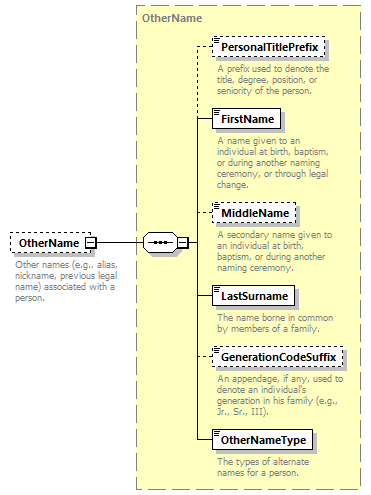 OtherName
PersonalTitlePrefix
A prefix used to denote the
title, degree, position, or
seniority of the person.
FirstName
A name given to an
individual at birth, baptism,
or during another naming
ceremony, or through legal
change.
MiddleName
A secondary name given to
an individual at birth,
baptism, or during another
naming ceremony.
OtherName
Other names (e.g., alias,
nickname, previous legal
name) associated with a
person.
LastSurname
The name borne in common
by members of a family.
GenerationCodeSuffix
An appendage, if any, used to
denote an individual's
generation in his family (e.g.,
Jr., Sr., III).
OtherNameType
The types of alternate
names for a person.